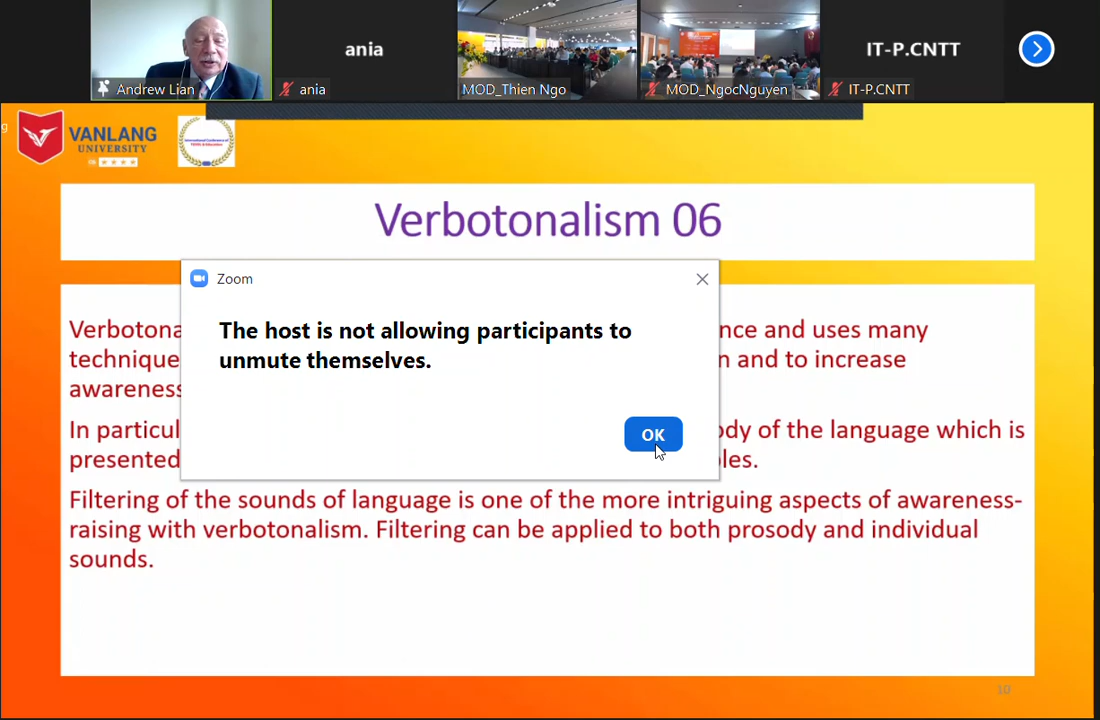 ania
IT-P.CNTT
Andrew Lian
ania
MOD_Thien Ngo
MOD_NgocNguyen
IT-P.CNTT
g
VANLANG
UNIVERSITY
Verbotonalism 06
Zoom
The host is not allowing participants to
unmute themselves.
OK
Verbotona nce and uses many
technique n and to increase
awareness
In particul ody of the language which is
presented les.
Filtering of the sounds of language is one of the more intriguing aspects of awareness-
raising with verbotonalism. Filtering can be applied to both prosody and individual
sounds.
10